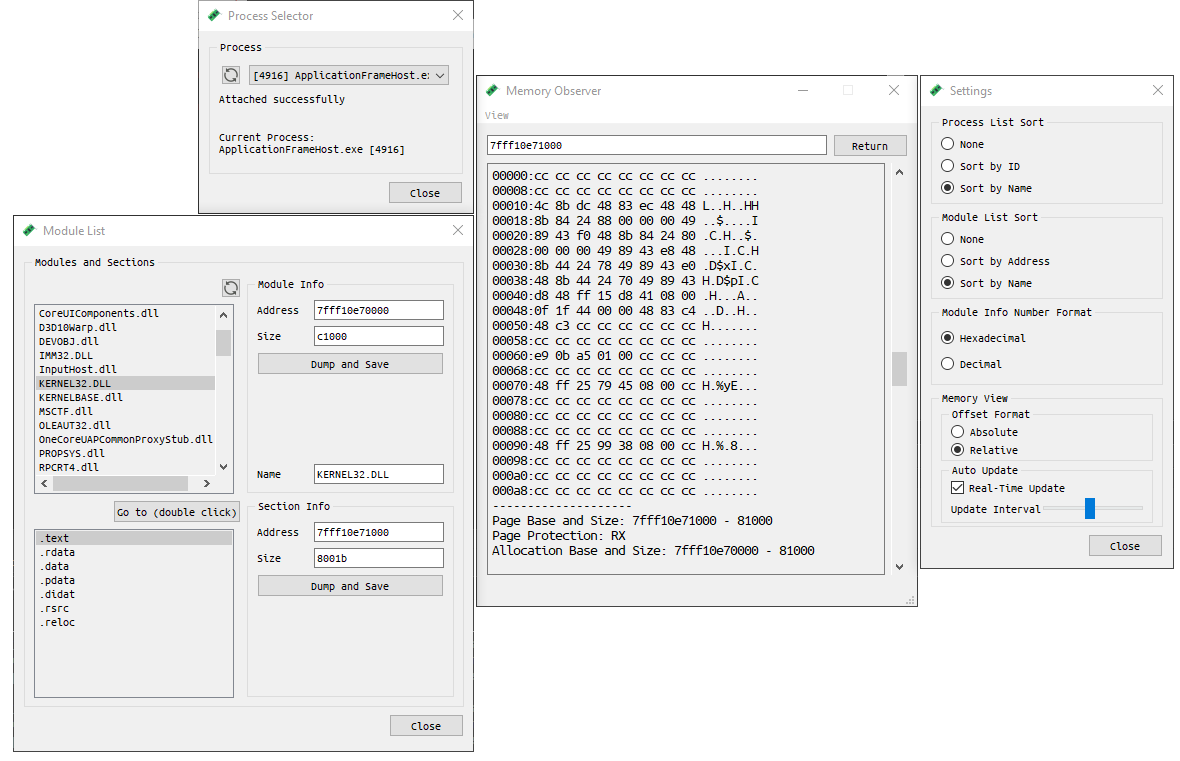 Process Selector
Process
[4916] ApplicationFrameHost.e
Attached successfully
Current Process:
ApplicationFrameHost.exe [4916]
Close
Module List
Modules and Sections
CoreUIComponents.dll
D3D10Warp.dll
DEVOBJ.dll
IMM32.DLL
InputHost.dll
KERNEL32.DLL
KERNELBASE.dll
MSCTF.dll
OLEAUT32.dll
OneCoreUAPCommonProxyStub.dll
PROPSYS.dll
RPCRT4.dll
Go to (double click)
.text
.rdata
.data
.pdata
.didat
.rsrc
.reloc
Module Info
Address 7fff10e70000
Size c1000
Dump and Save
Name KERNEL32.DLL
Section Info
Address 7fff10e71000
Size 8001b
Dump and Save
Close
Memory Observer
View
7fff10e71000 Return
00000:cc cc cc cc cc cc cc cc ........
00008:cc cc cc cc cc cc cc cc ........
00010:4c 8b dc 48 83 ec 48 48 L..H..HH
00018:8b 84 24 88 00 00 00 49 ..$....I
00020:89 43 f0 48 8b 84 24 80 .C.H..$.
00028:00 00 00 49 89 43 e8 48 ...I.C.H
00030:8b 44 24 78 49 89 43 e0 .D$xI.C.
00038:48 8b 44 24 70 49 89 43 H.D$pI.C
00040:d8 48 ff 15 d8 41 08 00 .H...A..
00048:0f 1f 44 00 00 48 83 c4 ..D..H..
00050:48 c3 cc cc cc cc cc cc H.......
00058:cc cc cc cc cc cc cc cc ........
00060:e9 0b a5 01 00 cc cc cc ........
00068:cc cc cc cc cc cc cc cc ........
00070:48 ff 25 79 45 08 00 cc H.%yE...
00078:cc cc cc cc cc cc cc cc ........
00080:cc cc cc cc cc cc cc cc ........
00088:cc cc cc cc cc cc cc cc ........
00090:48 ff 25 99 38 08 00 cc H.%.8...
00098:cc cc cc cc cc cc cc cc ........
000a0:cc cc cc cc cc cc cc cc ........
000a8:cc cc cc cc cc cc cc cc ........
--------------------
Page Base and Size: 7fff10e71000 - 81000
Page Protection: RX
Allocation Base and Size: 7fff10e70000 - 81000
Settings
Process List Sort
None
Sort by ID
Sort by Name
Module List Sort
None
Sort by Address
Sort by Name
Module Info Number Format
Hexadecimal
Decimal
Memory View
Offset Format
Absolute
Relative
Auto Update
Real-Time Update
Update Interval
Close